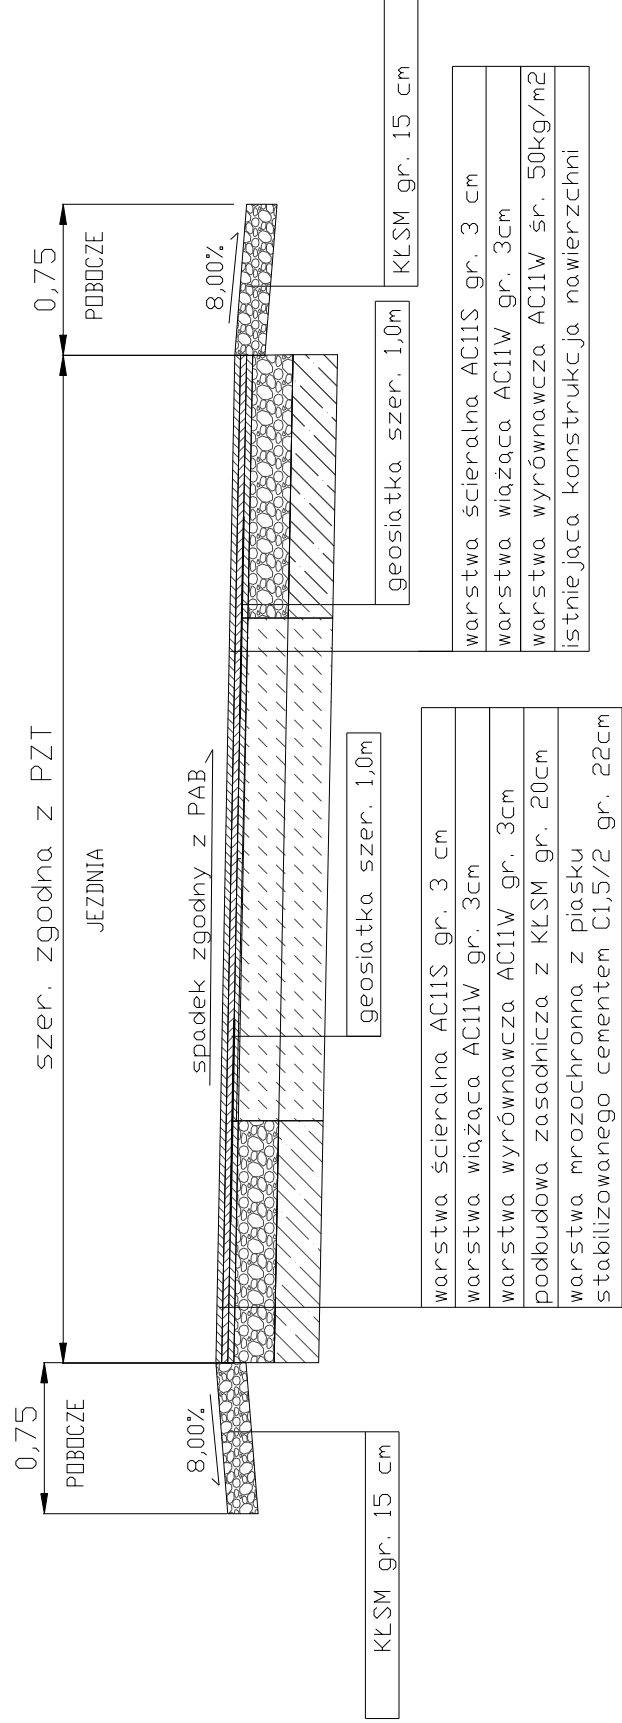 0,75
szer. zgodna z PZT
0,75
POBOCZE
JEZDNIA
POBOCZE
8,00%
spadek zgodny z PAB
8,00%
KŁSM gr. 15 cm
geosiatka szer. 1,0m
geosiatka szer. 1,0m
KŁSM gr. 15 cm
warstwa ścieralna AC11S gr. 3 cm
warstwa wiążąca AC11W gr. 3cm
warstwa wyrównawcza AC11W gr. 3cm
podbudowa zasadnicza z KŁSM gr. 20cm
warstwa mrozochronna z piasku
stabilizowanego cementem C1,5/2 gr. 22cm
warstwa ścieralna AC11S gr. 3 cm
warstwa wiążąca AC11W gr. 3cm
warstwa wyrównawcza AC11W śr. 50kg/m2
istniejąca konstrukcja nawierzchni